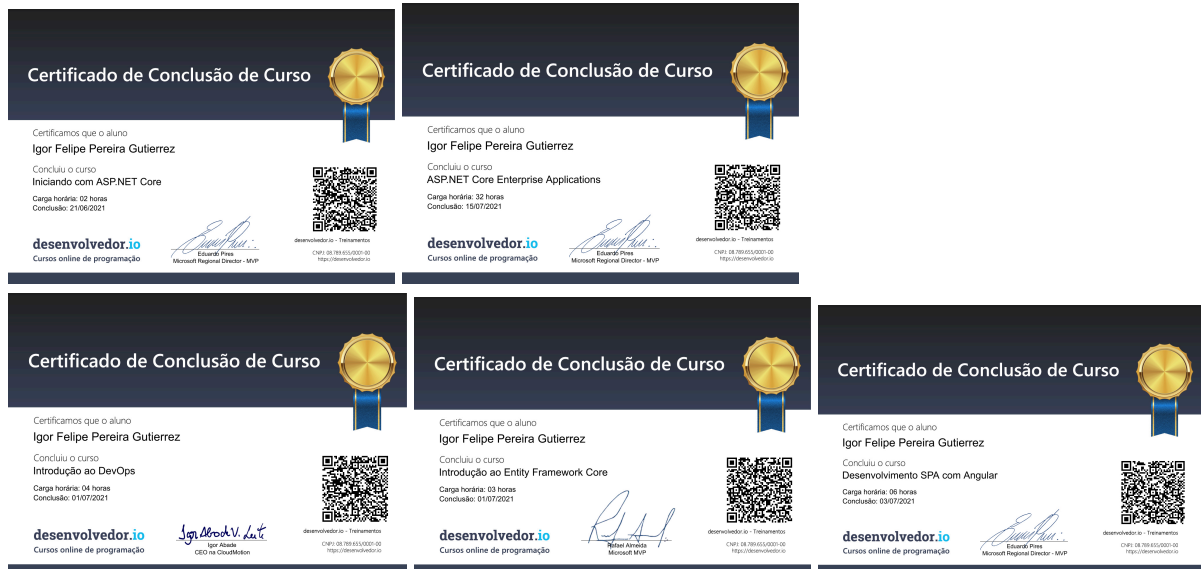 Certificado de Conclusão de Curso
Certificamos que o aluno
Igor Felipe Pereira Gutierrez
Concluiu o curso
Iniciando com ASP.NET Core
Carga horária: 02 horas
Conclusão: 21/06/2021
desenvolvedor.io
Cursos online de programação
Eduardo Pires
Microsoft Regional Director - MVP
desenvolvedor.io - Treinamentos
CNPJ: 08.789.655/0001-00
https://desenvolvedor.io
Certificado de Conclusão de Curso
Certificamos que o aluno
Igor Felipe Pereira Gutierrez
Concluiu o curso
ASP.NET Core Enterprise Applications
Carga horária: 32 horas
Conclusão: 15/07/2021
desenvolvedor.io
Cursos online de programação
Eduardo Pires
Microsoft Regional Director - MVP
desenvolvedor.io - Treinamentos
CNPJ: 08.789.655/0001-00
https://desenvolvedor.io
Certificado de Conclusão de Curso
Certificamos que o aluno
Igor Felipe Pereira Gutierrez
Concluiu o curso
Introdução ao DevOps
Carga horária: 04 horas
Conclusão: 01/07/2021
desenvolvedor.io
Cursos online de programação
Igor Abade V. Leite
Igor Abade
CEO na CloudMotion
desenvolvedor.io - Treinamentos
CNPJ: 08.789.655/0001-00
https://desenvolvedor.io
Certificado de Conclusão de Curso
Certificamos que o aluno
Igor Felipe Pereira Gutierrez
Concluiu o curso
Introdução ao Entity Framework Core
Carga horária: 03 horas
Conclusão: 01/07/2021
desenvolvedor.io
Cursos online de programação
Rafael Almeida
Microsoft MVP
desenvolvedor.io - Treinamentos
CNPJ: 08.789.655/0001-00
https://desenvolvedor.io
Certificado de Conclusão de Curso
Certificamos que o aluno
Igor Felipe Pereira Gutierrez
Concluiu o curso
Desenvolvimento SPA com Angular
Carga horária: 06 horas
Conclusão: 03/07/2021
desenvolvedor.io
Cursos online de programação
Eduardo Pires
Microsoft Regional Director - MVP
desenvolvedor.io - Treinamentos
CNPJ: 08.789.655/0001-00
https://desenvolvedor.io